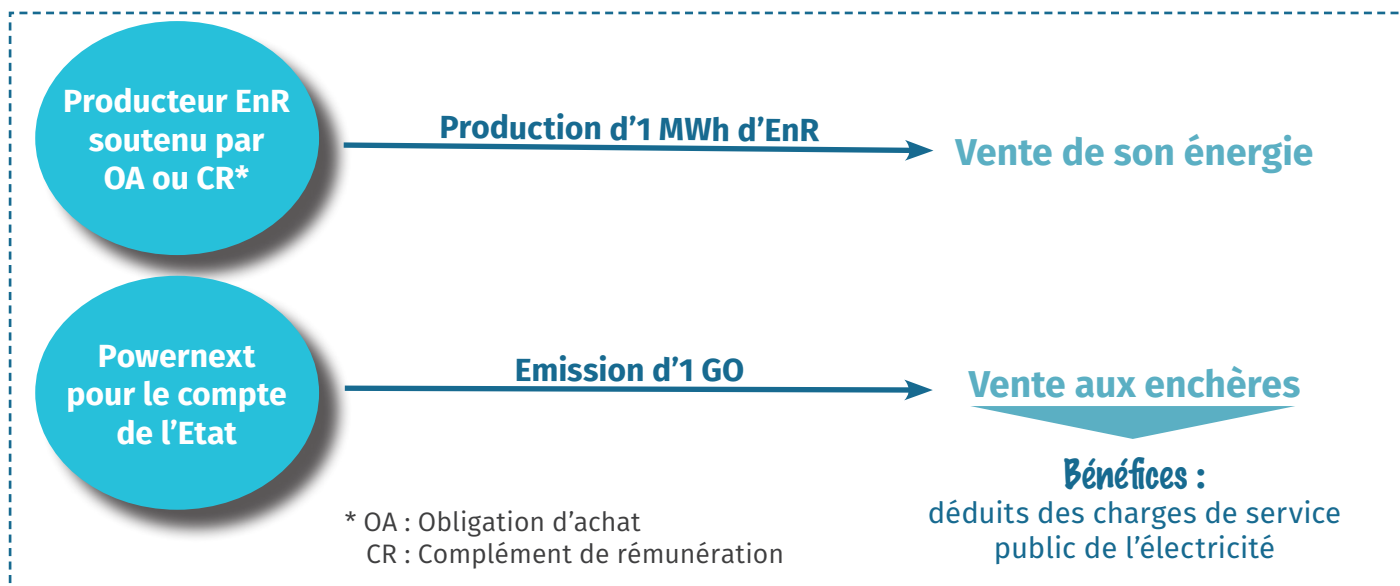 Producteur EnR
soutenu par
OA ou CR*
Production d’1 MWh d’EnR
Vente de son énergie
Powernext
pour le compte
de l’Etat
Emission d’1 GO
Vente aux enchères
Bénéfices :
déduits des charges de service
public de l’électricité
* OA : Obligation d’achat
CR : Complément de rémunération